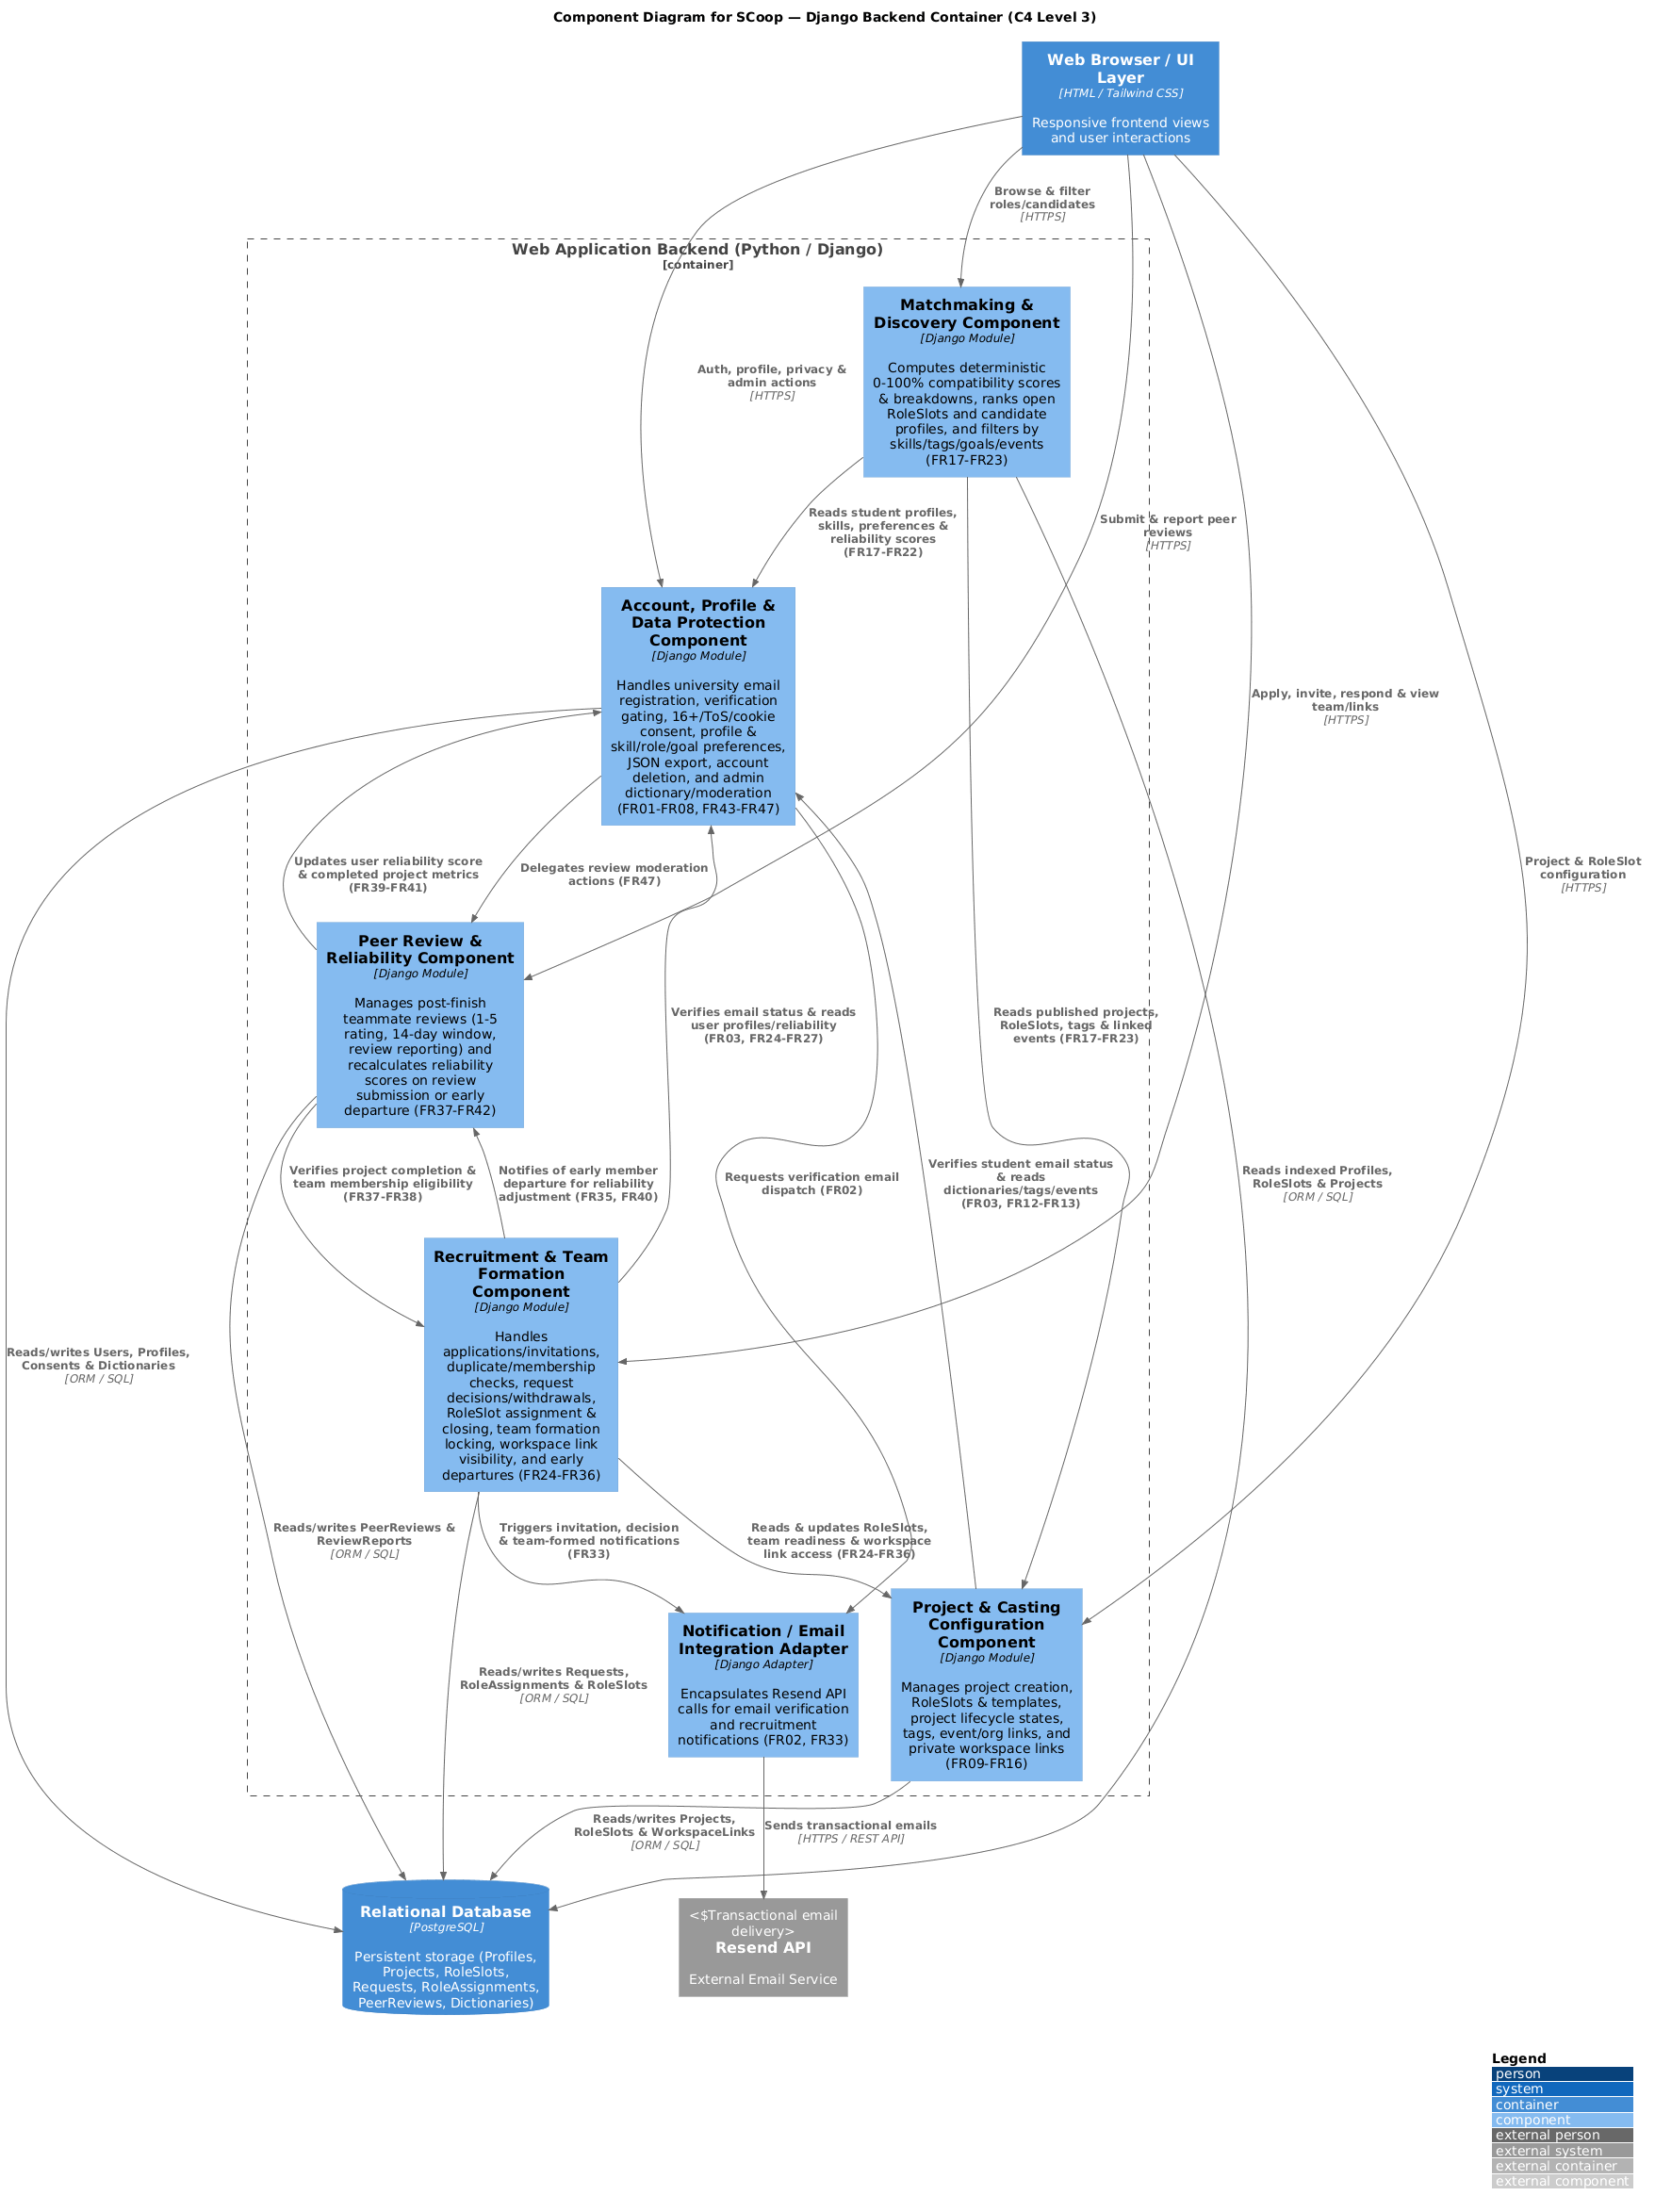 Component Diagram for SCoop — Django Backend Container (C4 Level 3)
Web Browser / UI
Layer
[HTML / Tailwind CSS]
Responsive frontend views
and user interactions
Browse & filter
roles/candidates
[HTTPS]
Web Application Backend (Python / Django)
[container]
Matchmaking &
Discovery Component
[Django Module]
Computes deterministic
0-100% compatibility scores
& breakdowns, ranks open
RoleSlots and candidate
profiles, and filters by
skills/tags/goals/events
(FR17-FR23)
Auth, profile, privacy &
admin actions
[HTTPS]
Reads student profiles,
skills, preferences &
reliability scores
(FR17-FR22)
Submit & report peer
reviews
[HTTPS]
Account, Profile &
Data Protection
Component
[Django Module]
Handles university email
registration, verification
gating, 16+/ToS/cookie
consent, profile &
skill/role/goal preferences,
JSON export, account
deletion, and admin
dictionary/moderation
(FR01-FR08, FR43-FR47)
Apply, invite, respond & view
team/links
[HTTPS]
Project & RoleSlot
configuration
[HTTPS]
Updates user reliability score
& completed project metrics
(FR39-FR41)
Delegates review moderation
actions (FR47)
Peer Review &
Reliability Component
[Django Module]
Manages post-finish
teammate reviews (1-5
rating, 14-day window,
review reporting) and
recalculates reliability
scores on review
submission or early
departure (FR37-FR42)
Verifies email status & reads
user profiles/reliability
(FR03, FR24-FR27)
Reads published projects,
RoleSlots, tags & linked
events (FR17-FR23)
Verifies project completion &
team membership eligibility
(FR37-FR38)
Notifies of early member
departure for reliability
adjustment (FR35, FR40)
Requests verification email
dispatch (FR02)
Verifies student email status
& reads
dictionaries/tags/events
(FR03, FR12-FR13)
Reads indexed Profiles,
RoleSlots & Projects
[ORM / SQL]
Recruitment & Team
Formation
Component
[Django Module]
Handles
applications/invitations,
duplicate/membership
checks, request
decisions/withdrawals,
RoleSlot assignment &
closing, team formation
locking, workspace link
visibility, and early
departures (FR24-FR36)
Reads/writes Users, Profiles,
Consents & Dictionaries
[ORM / SQL]
Reads/writes PeerReviews &
ReviewReports
[ORM / SQL]
Triggers invitation, decision
& team-formed notifications
(FR33)
Reads & updates RoleSlots,
team readiness & workspace
link access (FR24-FR36)
Reads/writes Requests,
RoleAssignments & RoleSlots
[ORM / SQL]
Notification / Email
Integration Adapter
[Django Adapter]
Encapsulates Resend API
calls for email verification
and recruitment
notifications (FR02, FR33)
Project & Casting
Configuration
Component
[Django Module]
Manages project creation,
RoleSlots & templates,
project lifecycle states,
tags, event/org links, and
private workspace links
(FR09-FR16)
Reads/writes Projects,
RoleSlots & WorkspaceLinks
[ORM / SQL]
Sends transactional emails
[HTTPS / REST API]
Relational Database
[PostgreSQL]
Persistent storage (Profiles,
Projects, RoleSlots,
Requests, RoleAssignments,
PeerReviews, Dictionaries)
<$Transactional email
delivery>
Resend API
External Email Service
Legend
person
system
container
component
external person
external system
external container
external component